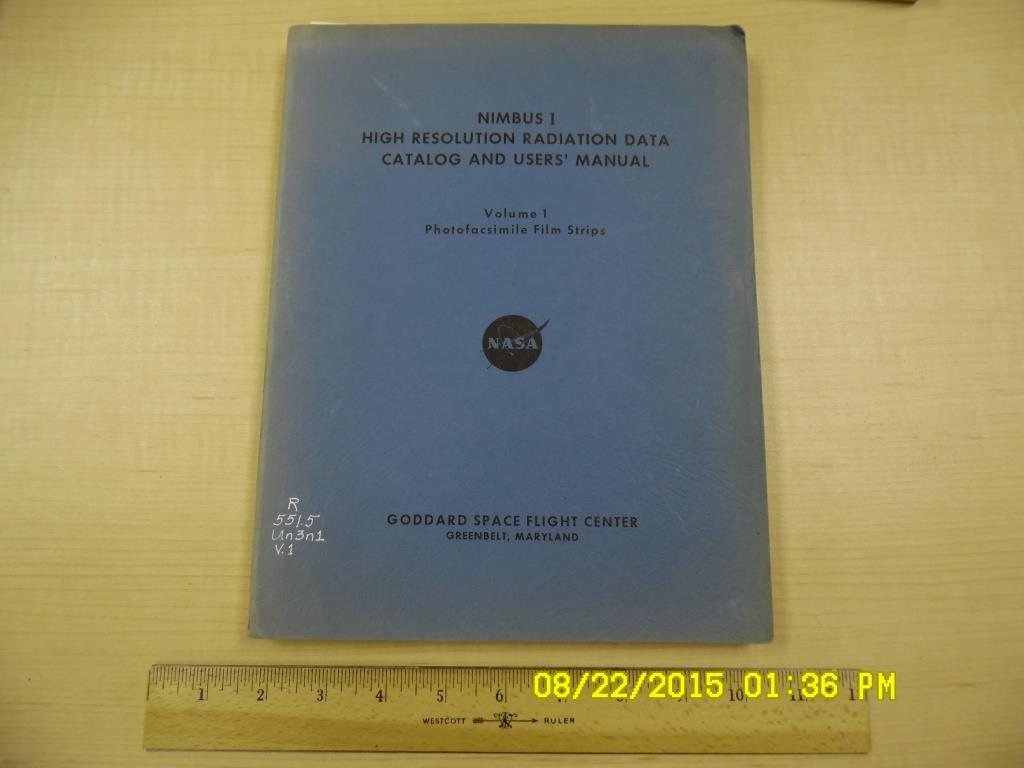 NIMBUS I
HIGH RESOLUTION RADIATION DATA
CATALOG AND USERS' MANUAL
Volume 1
Photofacsimile Film Strips
NASA
R
551.5
Un3n1
V.1
GODDARD SPACE FLIGHT CENTER
GREENBELT, MARYLAND
1 2 3 4 5 6 10 11
08/22/2015 01:36 PM
WESTCOTT RULER